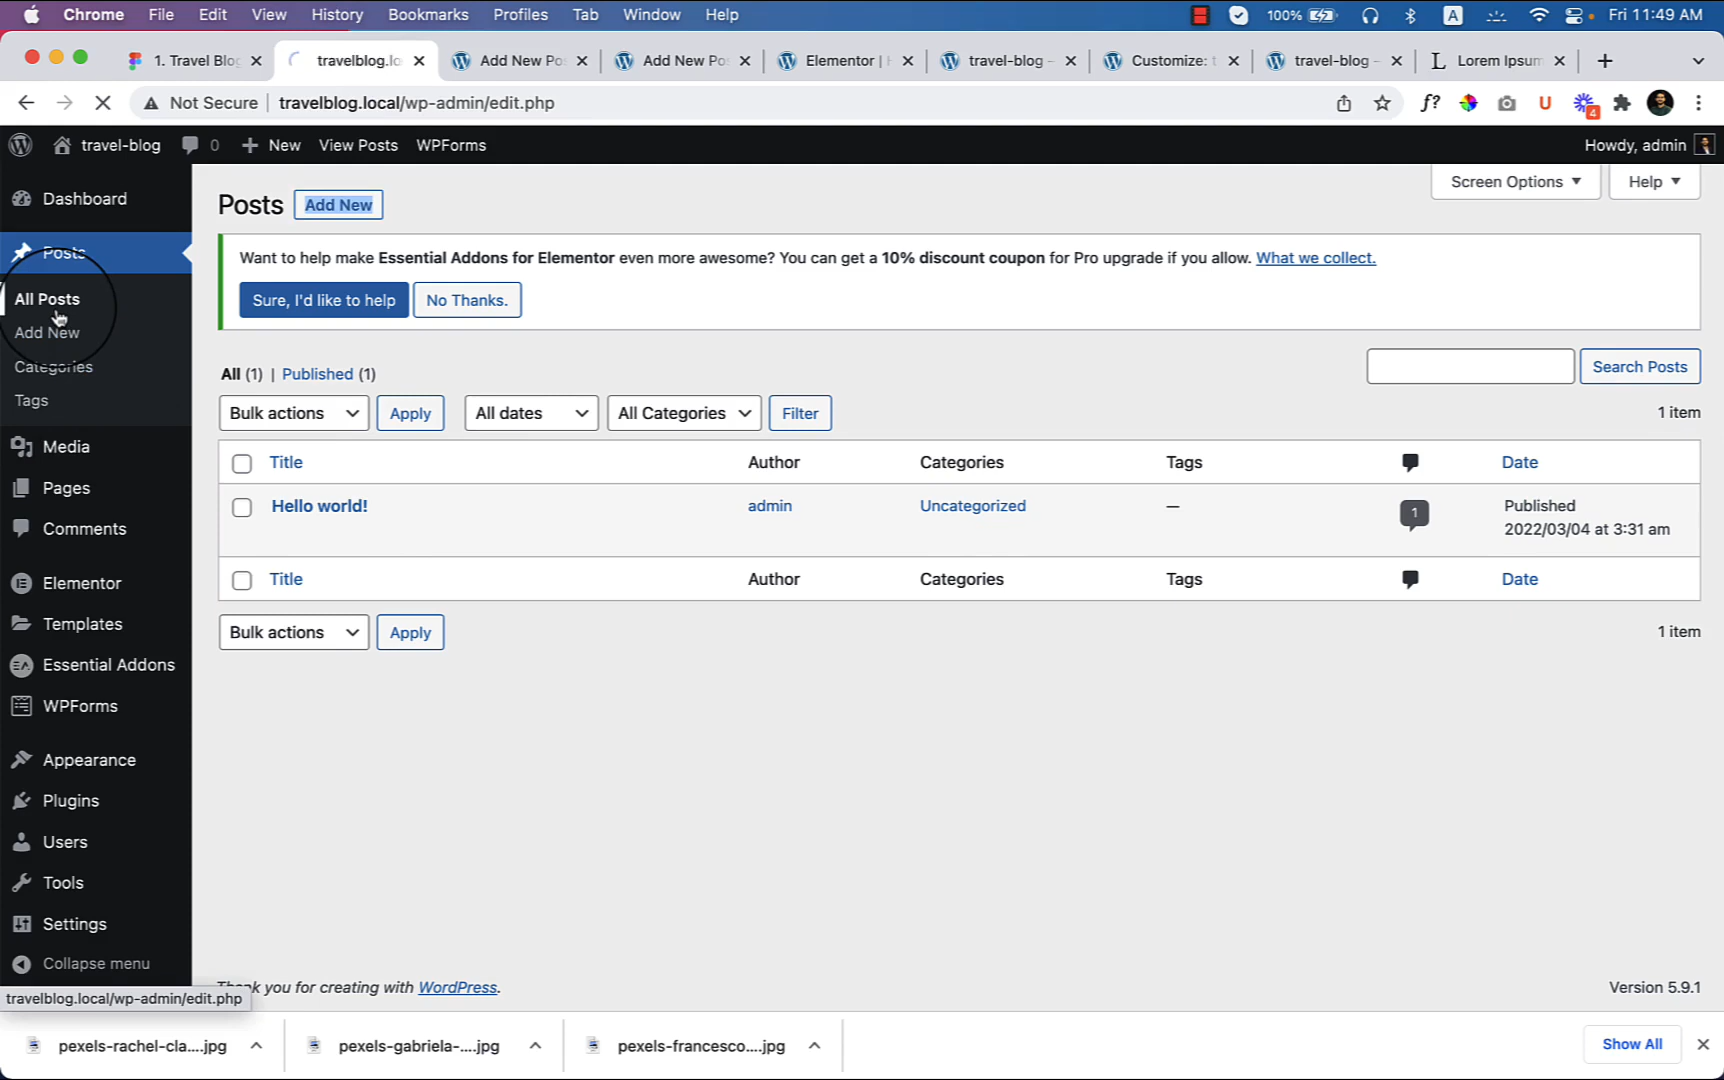 Chrome File Edit View History Bookmarks Profiles Tab Window Help 100% A Fri 11:49 AM
1. Travel Blog travelblog.lo Add New Po Add New Po Elementor | travel-blog - Customize: t travel-blog - L Lorem Ipsum
Not Secure travelblog.local/wp-admin/edit.php f? U 4
travel-blog 0 New View Posts WPForms Howdy, admin
Screen Options Help
Dashboard
Posts
All Posts
Add New
Categories
Tags
Media
Pages
Comments
Elementor
Templates
EA Essential Addons
WPForms
Appearance
Plugins
Users
Tools
Settings
Collapse menu
Posts Add New
Want to help make Essential Addons for Elementor even more awesome? You can get a 10% discount coupon for Pro upgrade if you allow. What we collect.
Sure, I'd like to help No Thanks.
All (1) | Published (1) Search Posts
Bulk actions Apply All dates All Categories Filter 1 item
Title Author Categories Tags Date
Hello world! admin Uncategorized — 1 Published
2022/03/04 at 3:31 am
Title Author Categories Tags Date
Bulk actions Apply 1 item
you for creating with WordPress. Version 5.9.1
travelblog.local/wp-admin/edit.php
pexels-rachel-cla....jpg pexels-gabriela-....jpg pexels-francesco....jpg Show All